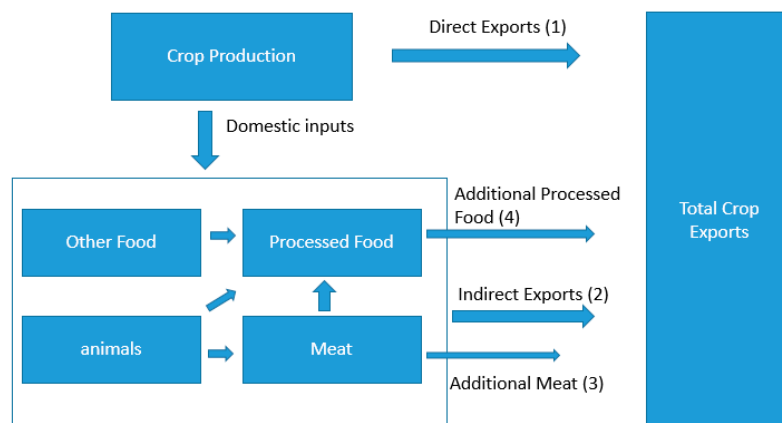 Direct Exports (1)
Crop Production
Domestic inputs
Additional Processed
Food (4)
Other Food
Processed Food
Total Crop
Exports
Indirect Exports (2)
animals
Meat
Additional Meat (3)